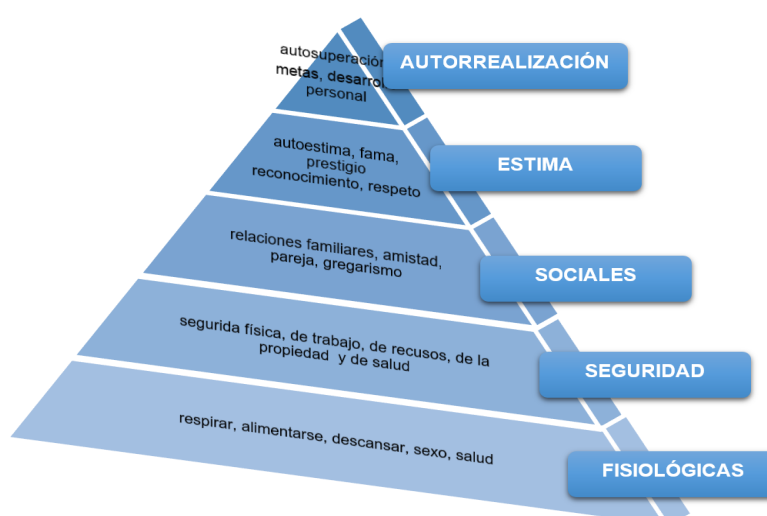 autosuperación
metas, desarrol
personal
AUTORREALIZACIÓN
autoestima, fama,
prestigio
reconocimiento, respeto
ESTIMA
relaciones familiares, amistad,
pareja, gregarismo
SOCIALES
segurida física, de trabajo, de recusos, de la
propiedad y de salud
SEGURIDAD
respirar, alimentarse, descansar, sexo, salud
FISIOLÓGICAS